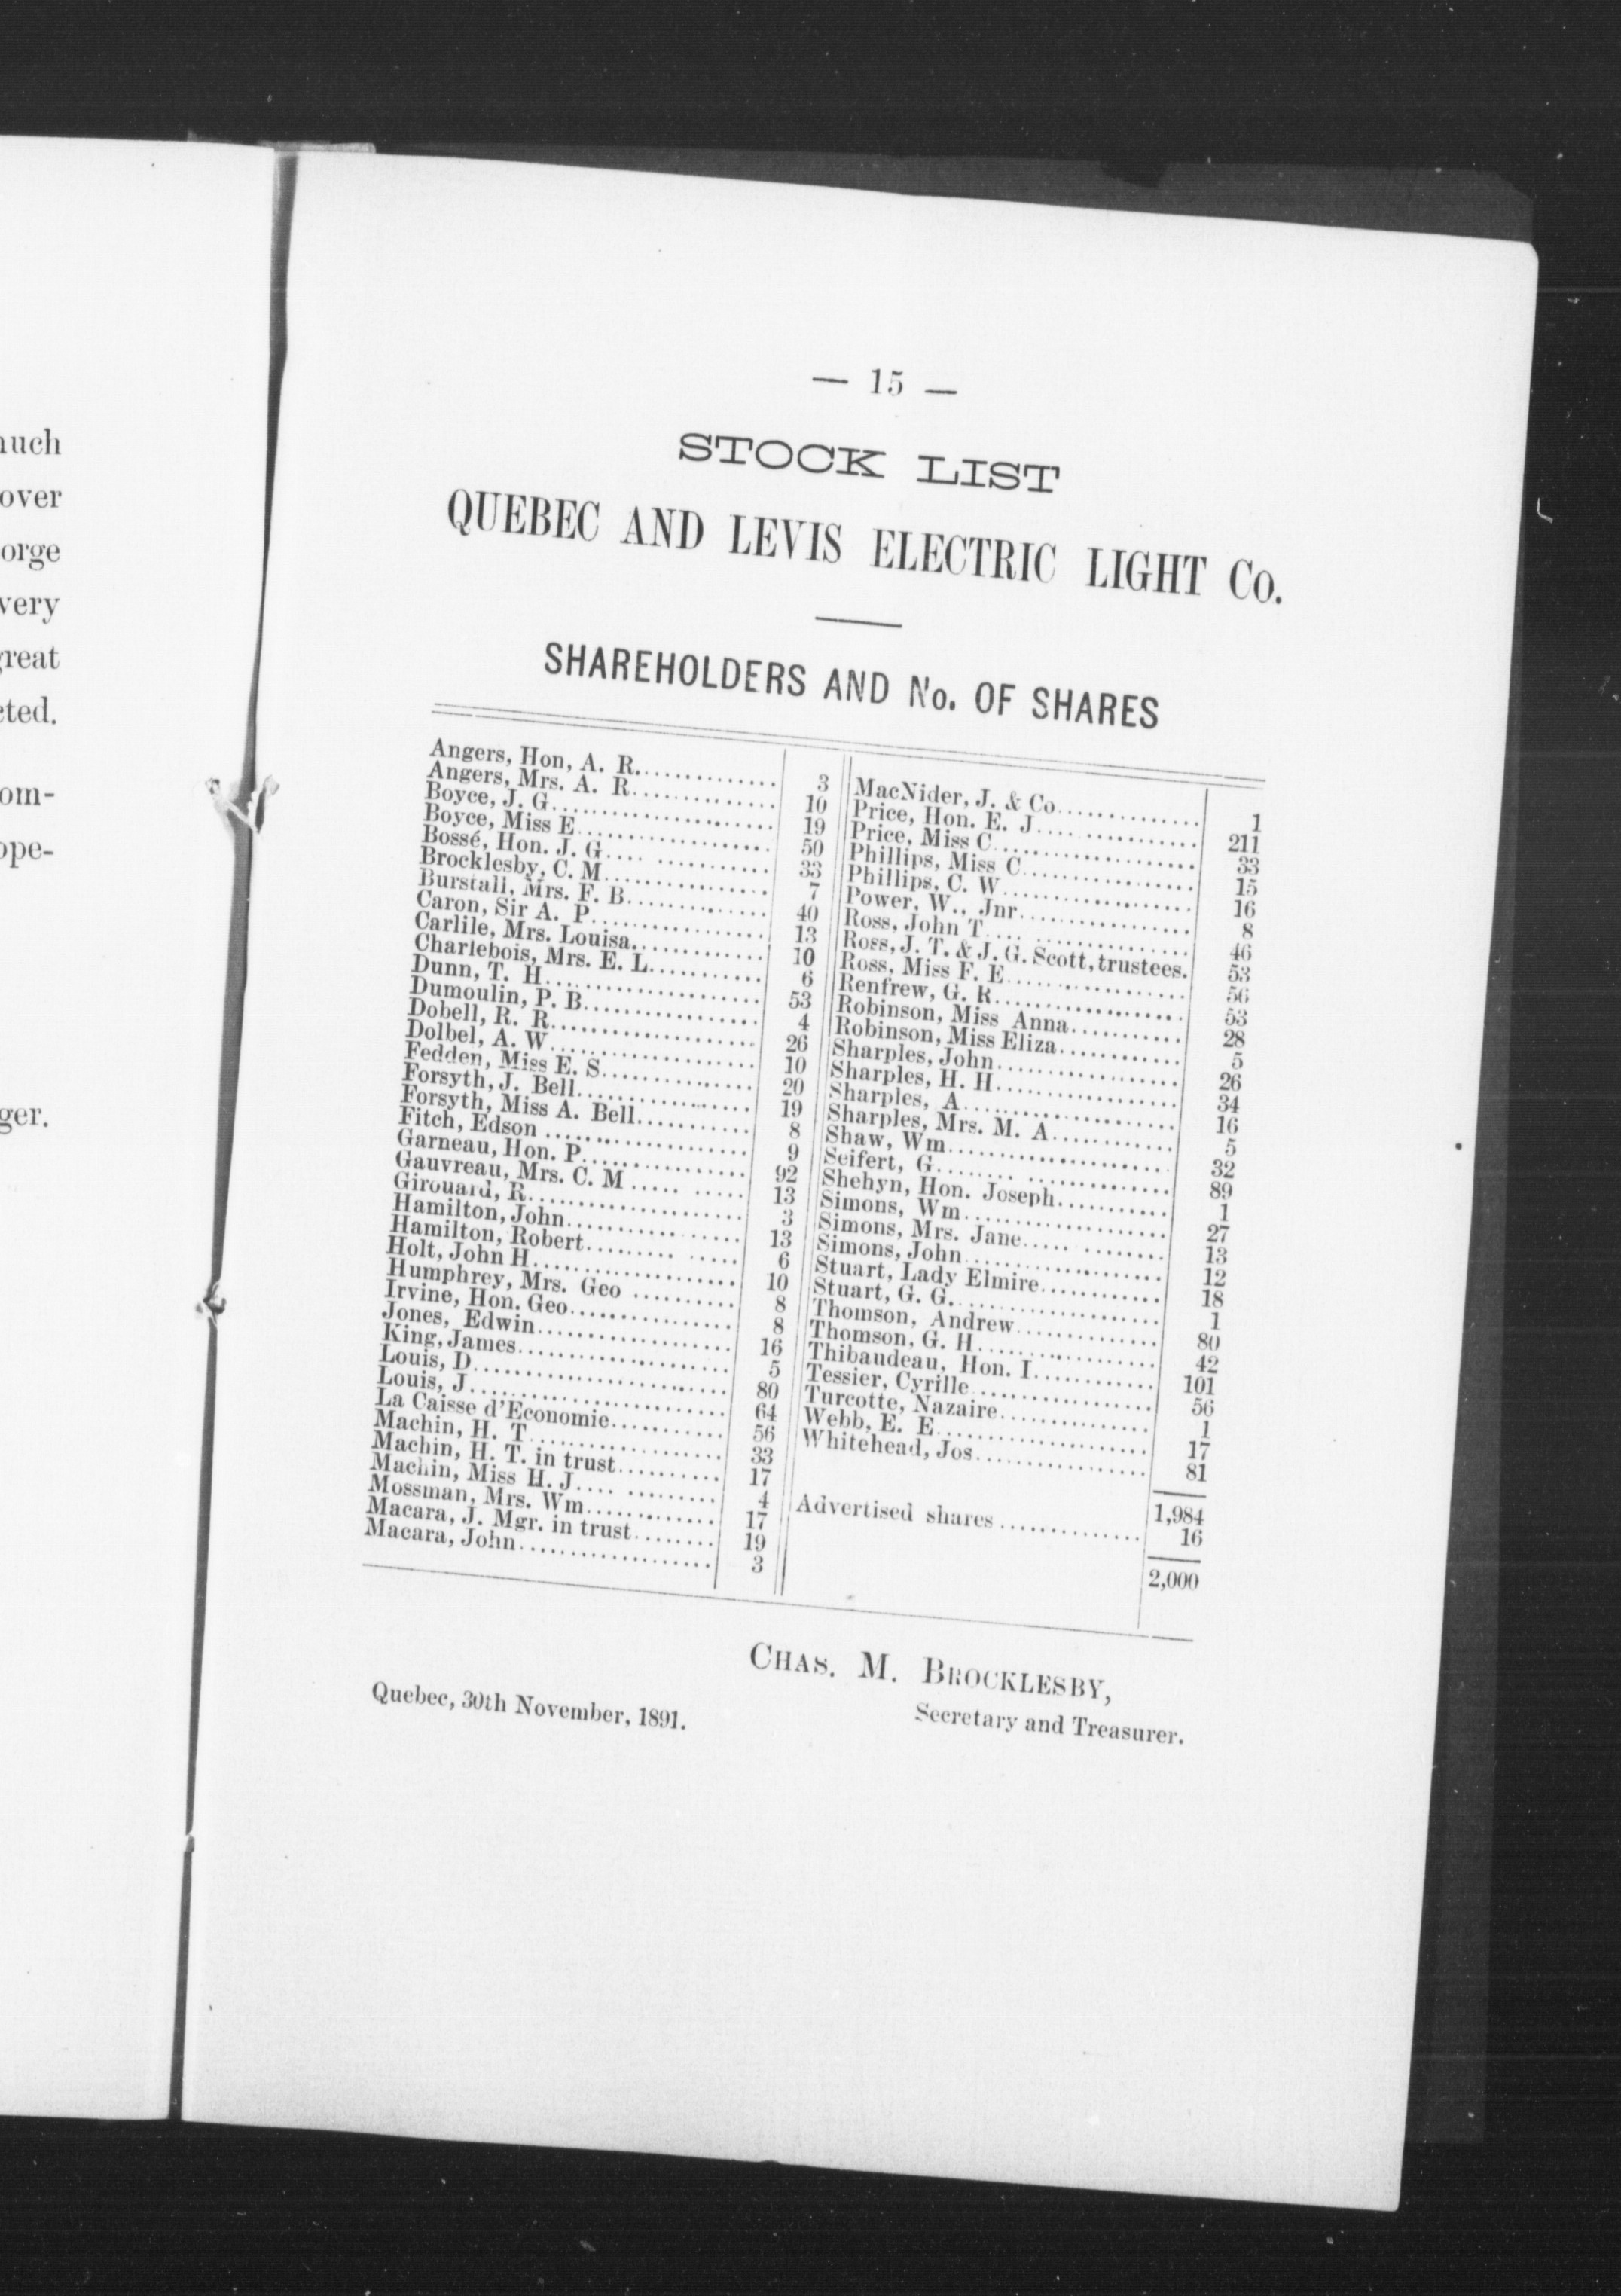 over
very
— 15 —
STOCK LIST
QUEBEC AND LEVIS ELECTRIC LIGHT Co.
SHAREHOLDERS AND No. OF SHARES
Angers, Hon, A. R. 3
Angers, Mrs. A. R. 10
Boyce, J. G. 19
Boyce, Miss E. 50
Bossé, Hon. J. G. 33
Brocklesby, C. M. 7
Burstall, Mrs. F. B. 40
Caron, Sir A. P. 13
Carlile, Mrs. Louisa. 10
Charlebois, Mrs. E. L. 6
Dunn, T. H. 53
Dumoulin, P. B. 4
Dobell, R. R. 26
Dolbel, A. W. 10
Fedden, Miss E. S. 20
Forsyth, J. Bell. 19
Forsyth, Miss A. Bell. 8
Fitch, Edson ... 9
Garneau, Hon. P. 92
Gauvreau, Mrs. C. M ... 13
Girouard, R. 3
Hamilton, John. 13
Hamilton, Robert. 6
Holt, John H. 10
Humphrey, Mrs. Geo ... 8
Irvine, Hon. Geo. 8
Jones, Edwin. 16
King, James. 5
Louis, D. 80
Louis, J. 64
La Caisse d'Economie. 56
Machin, H. T. 33
Machin, H. T. in trust. 17
Machin, Miss H. J. 4
Mossman, Mrs. Wm. 17
Macara, J. Mgr. in trust. 19
Macara, John. 3
MacNider, J. & Co. 1
Price, Hon. E. J. 211
Price, Miss C. 33
Phillips, Miss C. 15
Phillips, C. W. 16
Power, W., Jnr. 8
Ross, John T. 46
Ross, J. T. & J. G. Scott, trustees. 53
Ross, Miss F. E. 56
Renfrew, G. R. 53
Robinson, Miss Anna. 28
Robinson, Miss Eliza. 5
Sharples, John. 26
Sharples, H. H. 34
Sharples, A. 16
Sharples, Mrs. M. A. 5
Shaw, Wm. 32
Seifert, G. 89
Shehyn, Hon. Joseph. 1
Simons, Wm. 27
Simons, Mrs. Jane. 13
Simons, John. 12
Stuart, Lady Elmire. 18
Stuart, G. G. 1
Thomson, Andrew. 80
Thomson, G. H. 42
Thibaudeau, Hon. I. 101
Tessier, Cyrille. 56
Turcotte, Nazaire. 1
Webb, E. E. 17
Whitehead, Jos. 81
1,984
Advertised shares ... 16
2,000
CHAS. M. BROCKLESBY,
Secretary and Treasurer.
Quebec, 30th November, 1891.